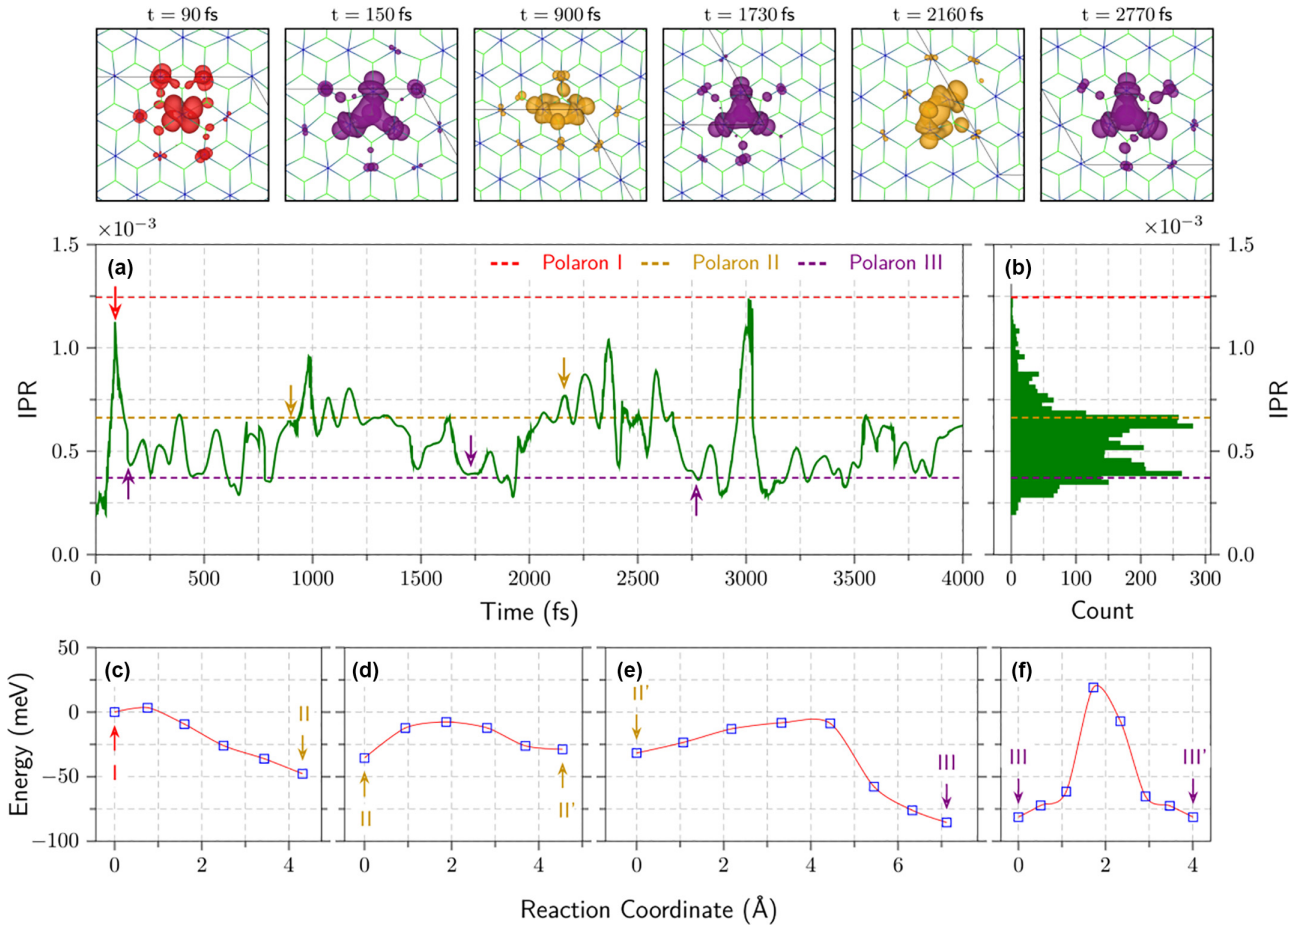 t = 90 fs t = 150 fs t = 900 fs t = 1730 fs t = 2160 fs t = 2770 fs
×10⁻³ ×10⁻³
1.5 (a) Polaron I Polaron II Polaron III (b) 1.5
1.0 1.0
IPR IPR
0.5 0.5
0.0 0.0
0 500 1000 1500 2000 2500 3000 3500 4000 0 100 200 300
Time (fs) Count
50 (c) (d) (e) (f)
0
−50
−100
Energy (meV)
I II
II II'
II' III
III III'
0 2 4 0 2 4 0 2 4 6 0 2 4
Reaction Coordinate (Å)